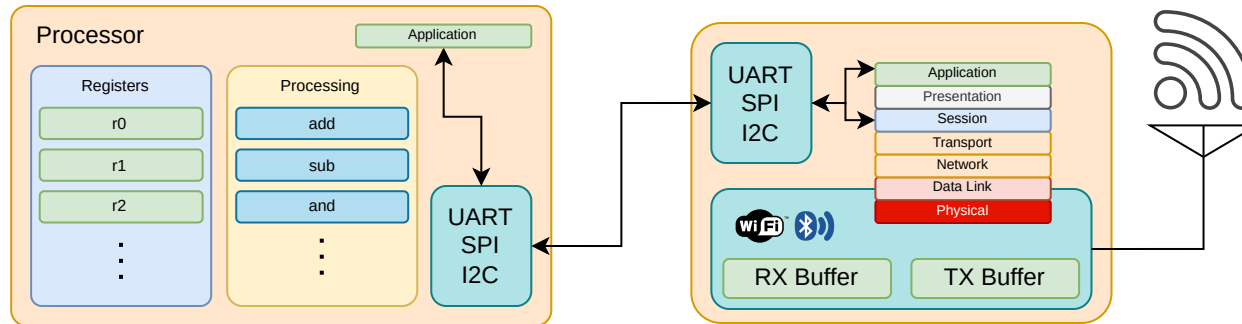 Processor
Application
Registers
r0
r1
r2
Processing
add
sub
and
UART
SPI
I2C
UART
SPI
I2C
Application
Presentation
Session
Transport
Network
Data Link
Physical
WiFi™
RX Buffer
TX Buffer